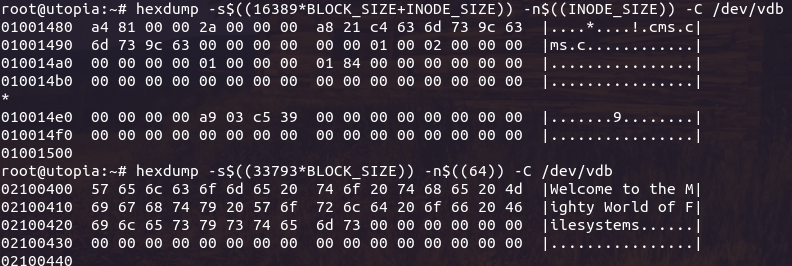 root@utopia:~# hexdump -s$((16389*BLOCK_SIZE+INODE_SIZE)) -n$((INODE_SIZE)) -C /dev/vdb
01001480  a4 81 00 00 2a 00 00 00  a8 21 c4 63 6d 73 9c 63  |....*....!.cms.c|
01001490  6d 73 9c 63 00 00 00 00  00 00 01 00 02 00 00 00  |ms.c............|
010014a0  00 00 00 00 01 00 00 00  01 84 00 00 00 00 00 00  |................|
010014b0  00 00 00 00 00 00 00 00  00 00 00 00 00 00 00 00  |................|
*
010014e0  00 00 00 00 a9 03 c5 39  00 00 00 00 00 00 00 00  |.......9........|
010014f0  00 00 00 00 00 00 00 00  00 00 00 00 00 00 00 00  |................|
01001500
root@utopia:~# hexdump -s$((33793*BLOCK_SIZE)) -n$((64)) -C /dev/vdb
02100400  57 65 6c 63 6f 6d 65 20  74 6f 20 74 68 65 20 4d  |Welcome to the M|
02100410  69 67 68 74 79 20 57 6f  72 6c 64 20 6f 66 20 46  |ighty World of F|
02100420  69 6c 65 73 79 73 74 65  6d 73 00 00 00 00 00 00  |ilesystems......|
02100430  00 00 00 00 00 00 00 00  00 00 00 00 00 00 00 00  |................|
02100440